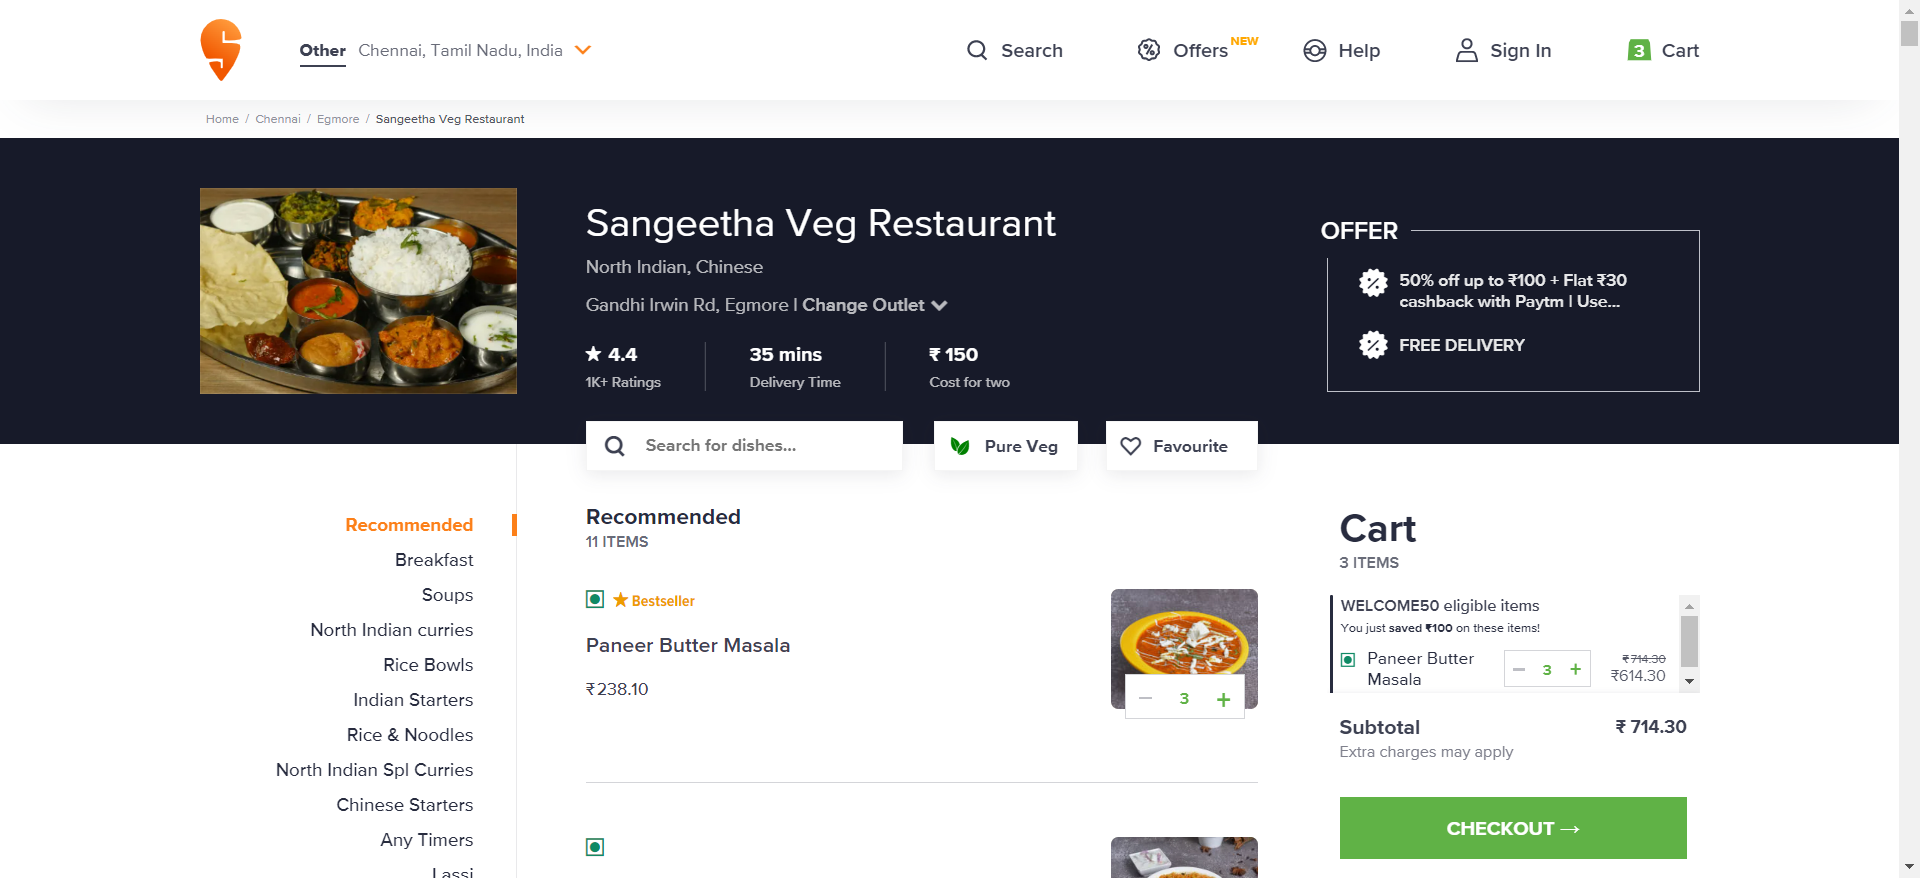 Other Chennai, Tamil Nadu, India
Search
Offers NEW
Help
Sign In
3 Cart
Home / Chennai / Egmore / Sangeetha Veg Restaurant
Sangeetha Veg Restaurant
North Indian, Chinese
Gandhi Irwin Rd, Egmore | Change Outlet
★ 4.4
1K+ Ratings
35 mins
Delivery Time
₹ 150
Cost for two
OFFER
50% off up to ₹100 + Flat ₹30
cashback with Paytm | Use...
FREE DELIVERY
Search for dishes...
Pure Veg
Favourite
Recommended
Breakfast
Soups
North Indian curries
Rice Bowls
Indian Starters
Rice & Noodles
North Indian Spl Curries
Chinese Starters
Any Timers
Lassi
Recommended
11 ITEMS
★ Bestseller
Paneer Butter Masala
₹238.10
− 3 +
Cart
3 ITEMS
WELCOME50 eligible items
You just saved ₹100 on these items!
Paneer Butter
Masala
− 3 +
₹714.30
₹614.30
Subtotal
₹ 714.30
Extra charges may apply
CHECKOUT →